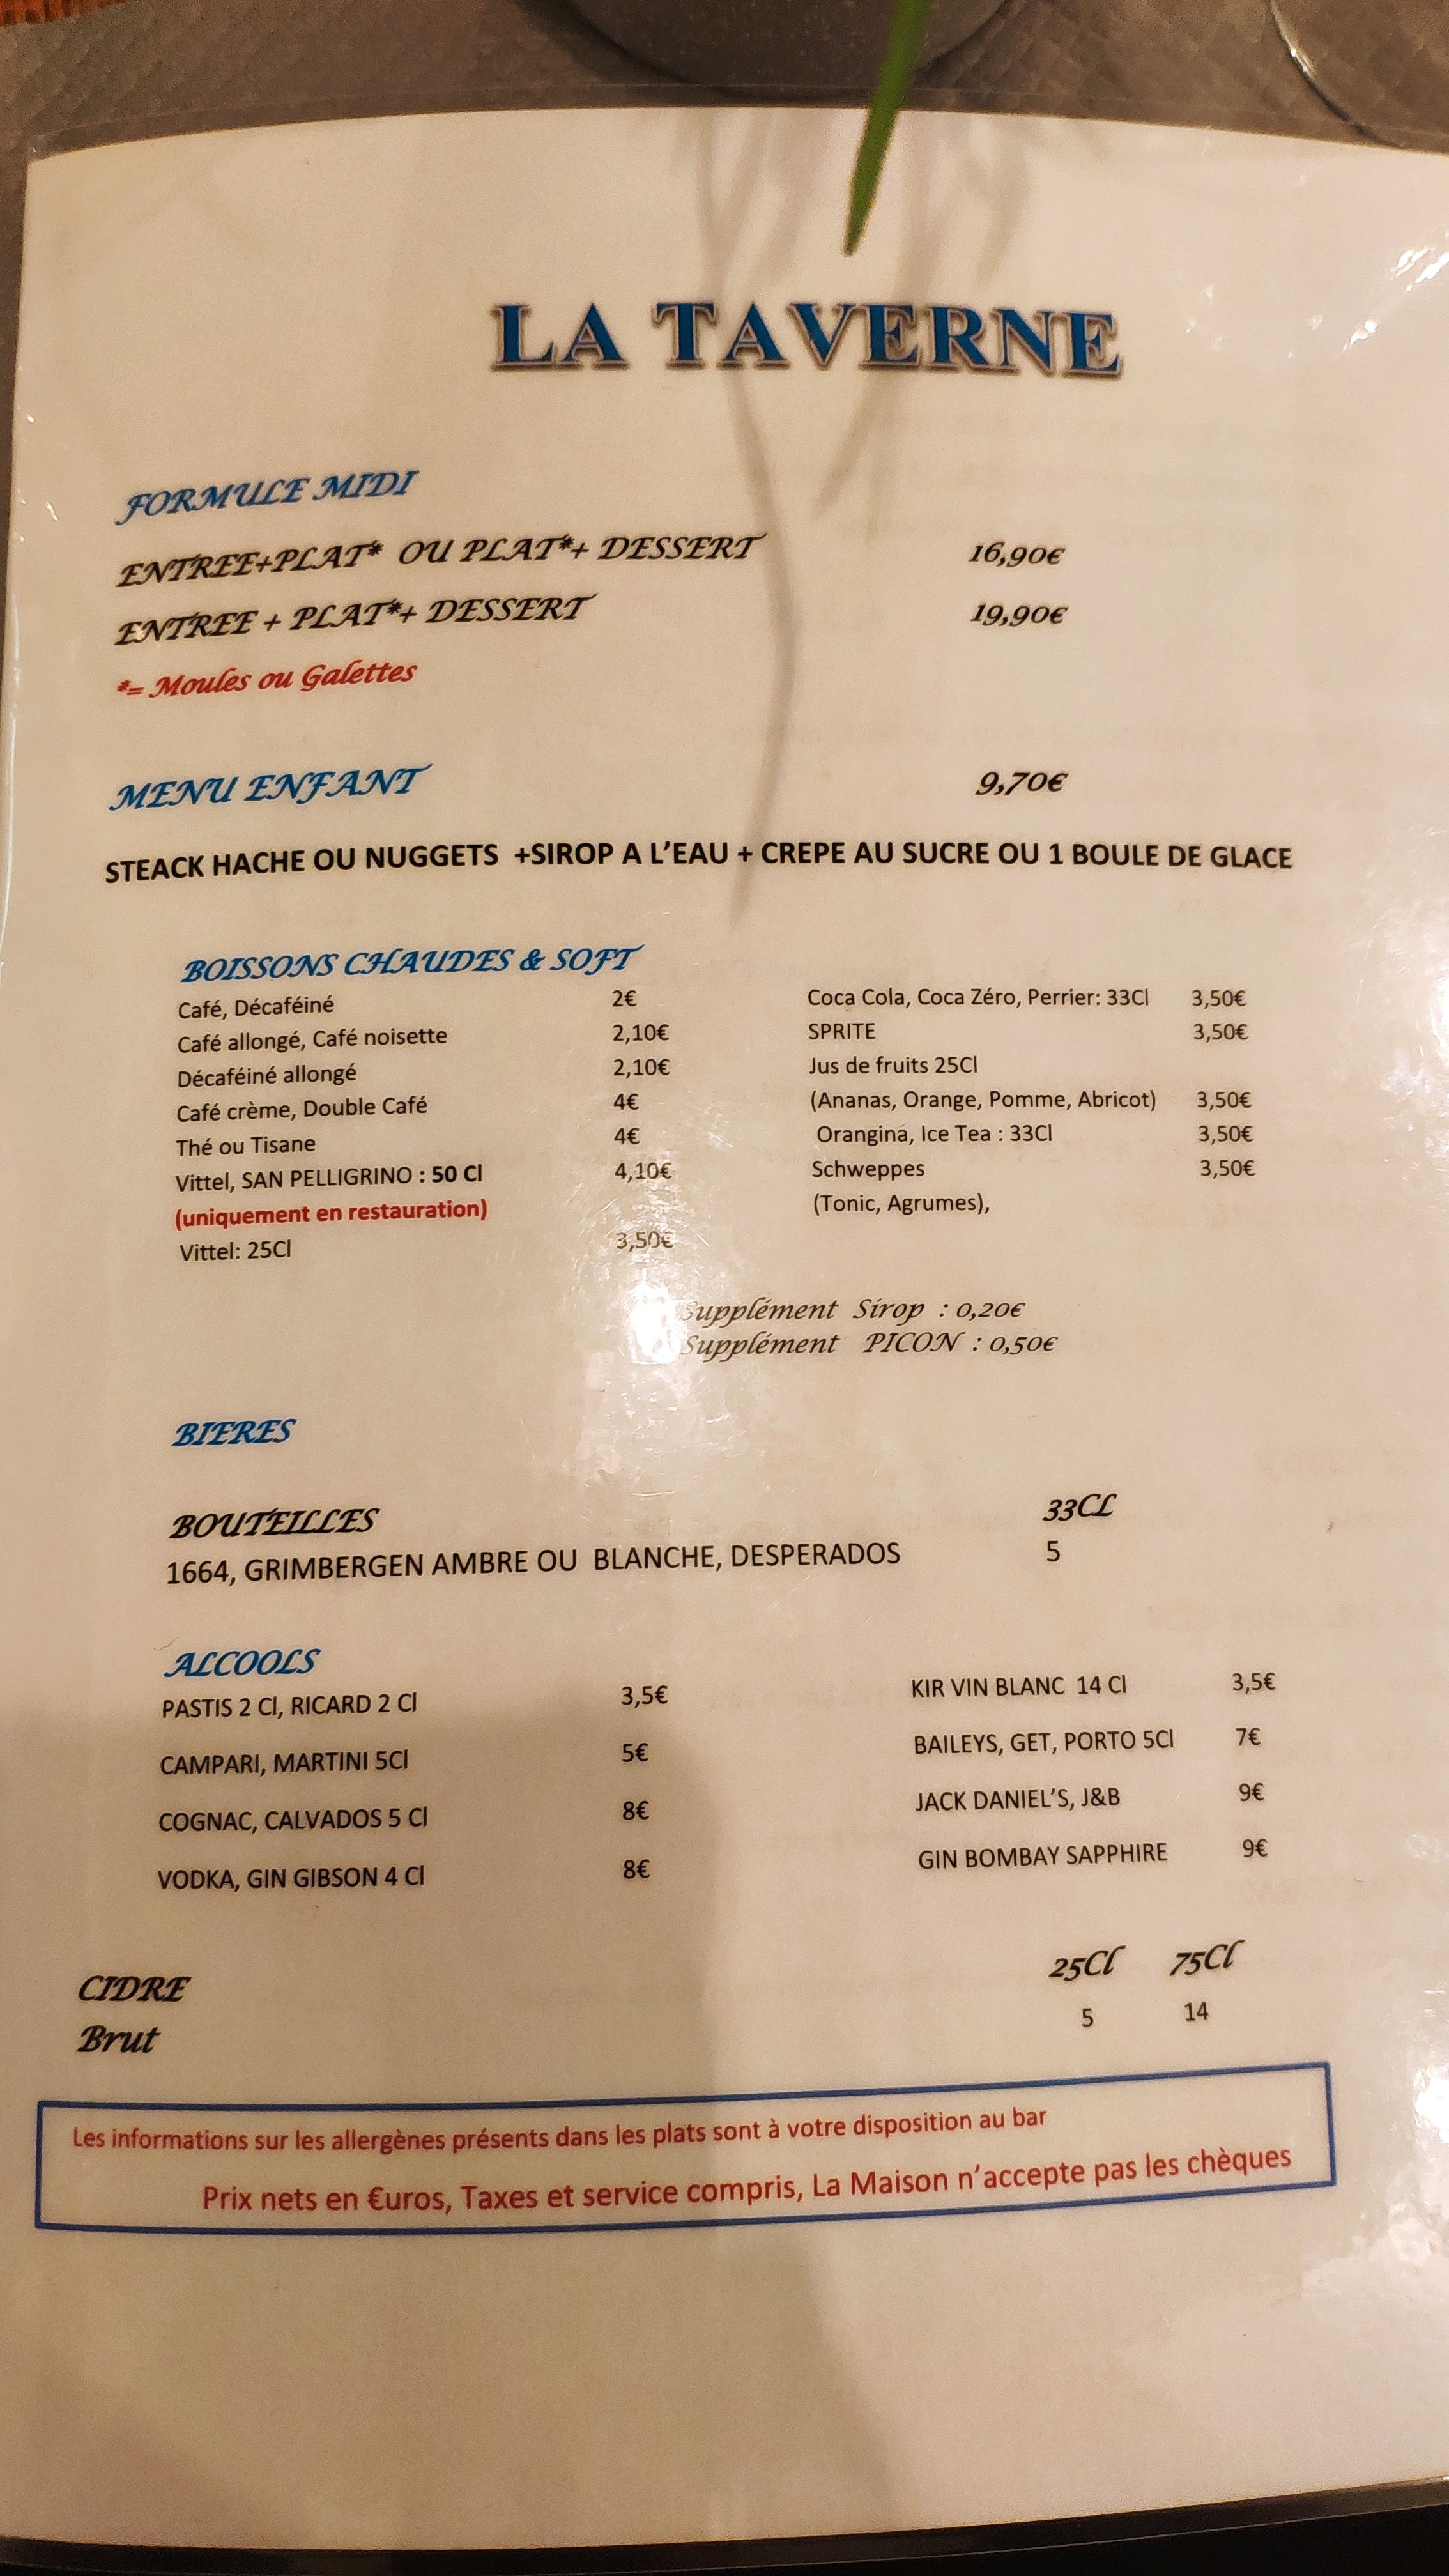 LA TAVERNE
FORMULE MIDI
ENTREE+PLAT* OU PLAT*+ DESSERT 16,90€
ENTREE + PLAT*+ DESSERT 19,90€
*= Moules ou Galettes
MENU ENFANT 9,70€
STEACK HACHE OU NUGGETS +SIROP A L'EAU + CREPE AU SUCRE OU 1 BOULE DE GLACE
BOISSONS CHAUDES & SOFT
Café, Décaféiné 2€
Café allongé, Café noisette 2,10€
Décaféiné allongé 2,10€
Café crème, Double Café 4€
Thé ou Tisane 4€
Vittel, SAN PELLIGRINO : 50 Cl 4,10€
(uniquement en restauration)
Vittel: 25Cl 3,50€
Coca Cola, Coca Zéro, Perrier: 33Cl 3,50€
SPRITE 3,50€
Jus de fruits 25Cl
(Ananas, Orange, Pomme, Abricot) 3,50€
Orangina, Ice Tea : 33Cl 3,50€
Schweppes 3,50€
(Tonic, Agrumes),
Supplément Sirop : 0,20€
Supplément PICON : 0,50€
BIERES
BOUTEILLES 33CL
1664, GRIMBERGEN AMBRE OU BLANCHE, DESPERADOS 5
ALCOOLS
PASTIS 2 Cl, RICARD 2 Cl 3,5€
CAMPARI, MARTINI 5Cl 5€
COGNAC, CALVADOS 5 Cl 8€
VODKA, GIN GIBSON 4 Cl 8€
KIR VIN BLANC 14 Cl 3,5€
BAILEYS, GET, PORTO 5Cl 7€
JACK DANIEL'S, J&B 9€
GIN BOMBAY SAPPHIRE 9€
25Cl 75Cl
CIDRE
Brut 5 14
Les informations sur les allergènes présents dans les plats sont à votre disposition au bar
Prix nets en €uros, Taxes et service compris, La Maison n'accepte pas les chèques